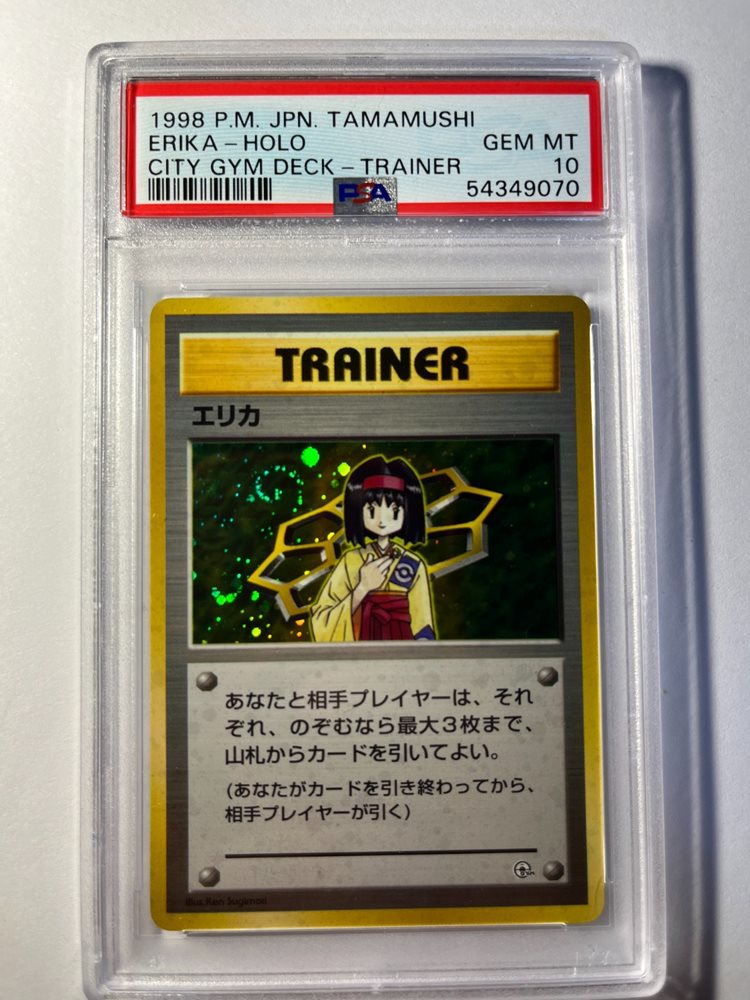 1998 P.M. JPN. TAMAMUSHI
ERIKA - HOLO GEM MT
CITY GYM DECK - TRAINER 10
PSA 54349070
TRAINER
エリカ
あなたと相手プレイヤーは、それ
ぞれ、のぞむなら最大3枚まで、
山札からカードを引いてよい。
(あなたがカードを引き終わってから、
相手プレイヤーが引く)
Illus. Ken Sugimori